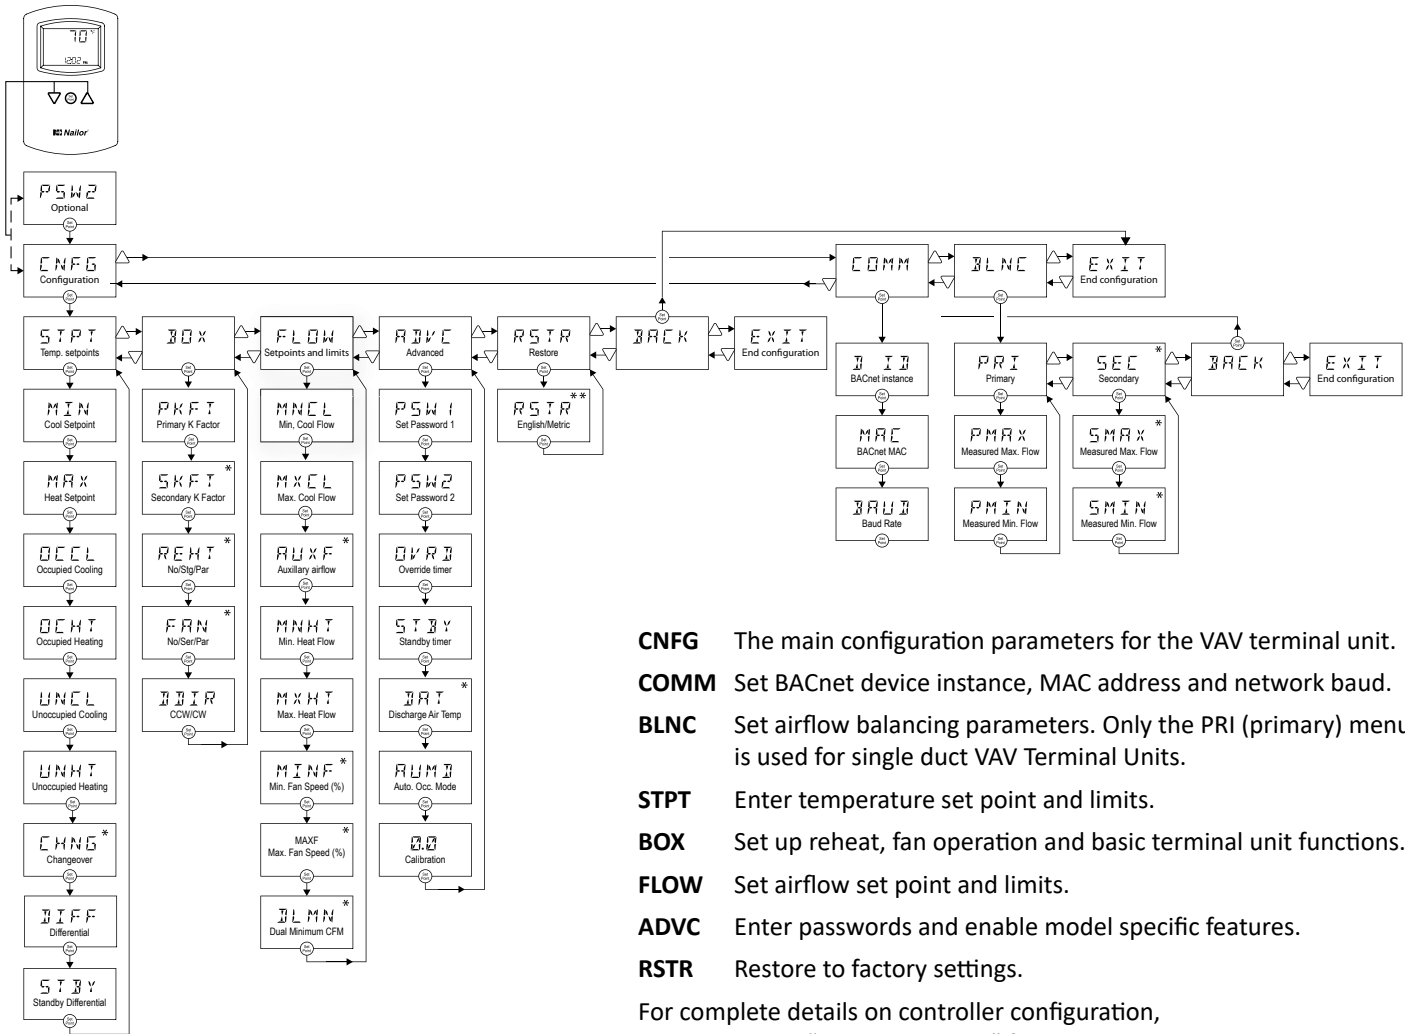 70 °F
12:02 PM
Nailor
PSW2
Optional
Set Point
CNFG
Configuration
COMM
BLNC
EXIT
End configuration
STPT
Temp. setpoints
BOX
FLOW
Setpoints and limits
ADVC
Advanced
RSTR
Restore
BACK
EXIT
End configuration
MIN
Cool Setpoint
MAX
Heat Setpoint
OCCL
Occupied Cooling
OCHT
Occupied Heating
UNCL
Unoccupied Cooling
UNHT
Unoccupied Heating
CHNG *
Changeover
DIFF
Differential
STBY
Standby Differential
PKFT
Primary K Factor
SKFT *
Secondary K Factor
REHT *
No/Stg/Par
FAN *
No/Ser/Par
DDIR
CCW/CW
MNCL
Min, Cool Flow
MXCL
Max. Cool Flow
AUXF *
Auxillary airflow
MNHT
Min. Heat Flow
MXHT
Max. Heat Flow
MINF *
Min. Fan Speed (%)
MAXF *
Max. Fan Speed (%)
DLMN *
Dual Minimum CFM
PSW1
Set Password 1
PSW2
Set Password 2
OVRD
Override timer
STBY
Standby timer
DAT *
Discharge Air Temp
AUMD
Auto. Occ. Mode
0.0
Calibration
RSTR **
English/Metric
D ID
BACnet instance
MAC
BACnet MAC
BAUD
Baud Rate
PRI
Primary
PMAX
Measured Max. Flow
PMIN
Measured Min. Flow
SEC *
Secondary
SMAX *
Measured Max. Flow
SMIN *
Measured Min. Flow
BACK
EXIT
End configuration
CNFG The main configuration parameters for the VAV terminal unit.
COMM Set BACnet device instance, MAC address and network baud.
BLNC Set airflow balancing parameters. Only the PRI (primary) menu
is used for single duct VAV Terminal Units.
STPT Enter temperature set point and limits.
BOX Set up reheat, fan operation and basic terminal unit functions.
FLOW Set airflow set point and limits.
ADVC Enter passwords and enable model specific features.
RSTR Restore to factory settings.
For complete details on controller configuration,